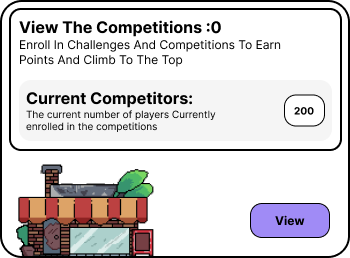 View The Competitions :0
Enroll In Challenges And Competitions To Earn
Points And Climb To The Top
Current Competitors:
The current number of players Currently
enrolled in the competitions
200
View